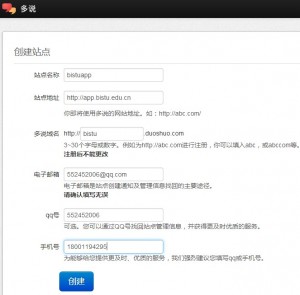 多说
创建站点
站点名称 bistuapp
站点地址 http://app.bistu.edu.cn
你即将使用多说的网站地址。如：http://abc.com/
多说域名 http:// bistu .duoshuo.com
3~30个字母或数字。例如为http://abc.com进行注册，你可以填入abc，或abccom等。
注册后不能更改
电子邮箱 552452006@qq.com
电子邮箱是站点创建通知及管理信息找回的主要途径。
请确认填写无误
qq号 552452006
可选。您可以通过QQ号找回站点管理信息，并获得更及时优质的服务。
手机号 18001194295
为能够给您提供更及时、优质的服务，我们强烈建议您填写qq或手机号。
创建